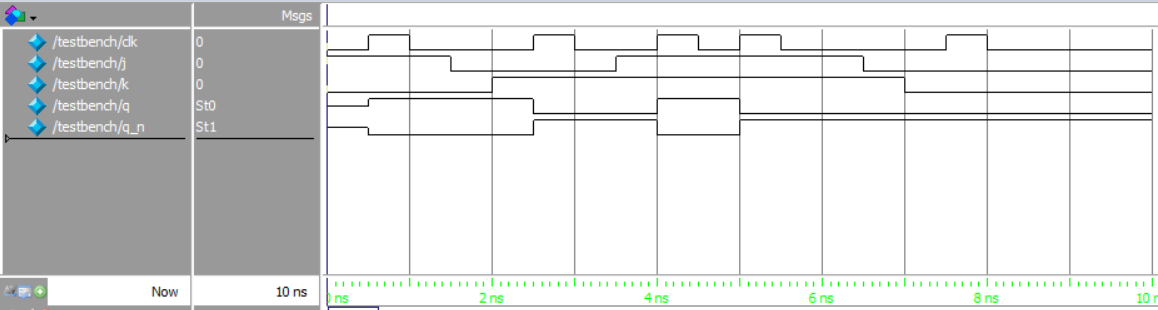 Msgs
/testbench/clk 0
/testbench/j 0
/testbench/k 0
/testbench/q St0
/testbench/q_n St1
Now 10 ns
ns 2 ns 4 ns 6 ns 8 ns 10